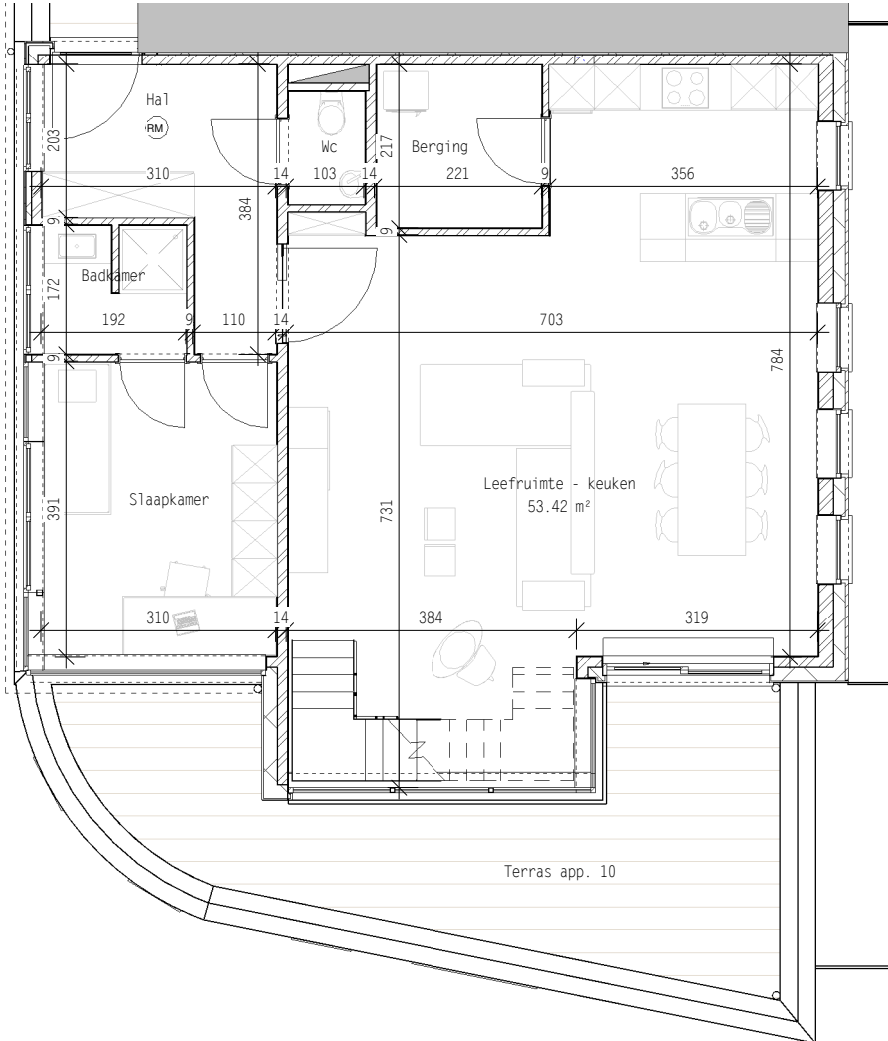 Hal
RM
203
Wc
217
Berging
310
14
103
14
221
9
356
384
9
9
Badkamer
172
192
9
110
14
703
784
9
Slaapkamer
391
Leefruimte - keuken
53.42 m²
731
310
14
384
319
Terras app. 10